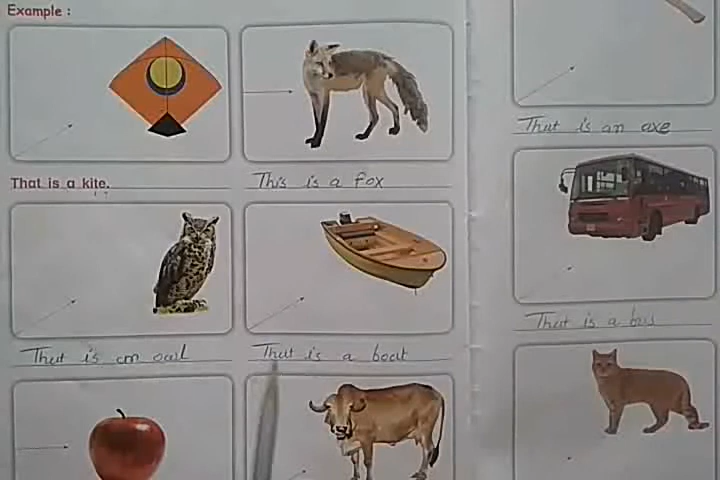 Example :
That is a kite.
This is a fox
That is an owl
That is a boat
That is an axe
That is a bus